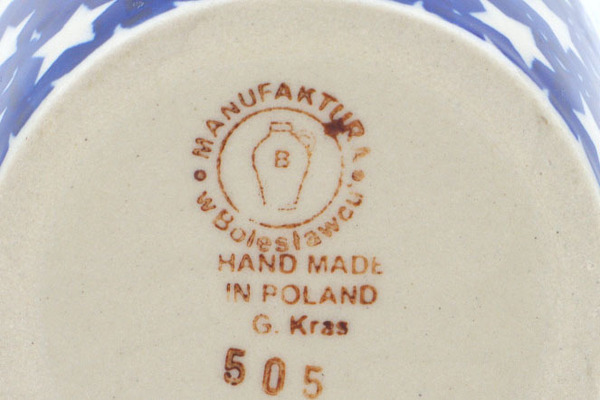 MANUFAKTURA
w Bolesławcu
B
HAND MADE
IN POLAND
G. Kras
505